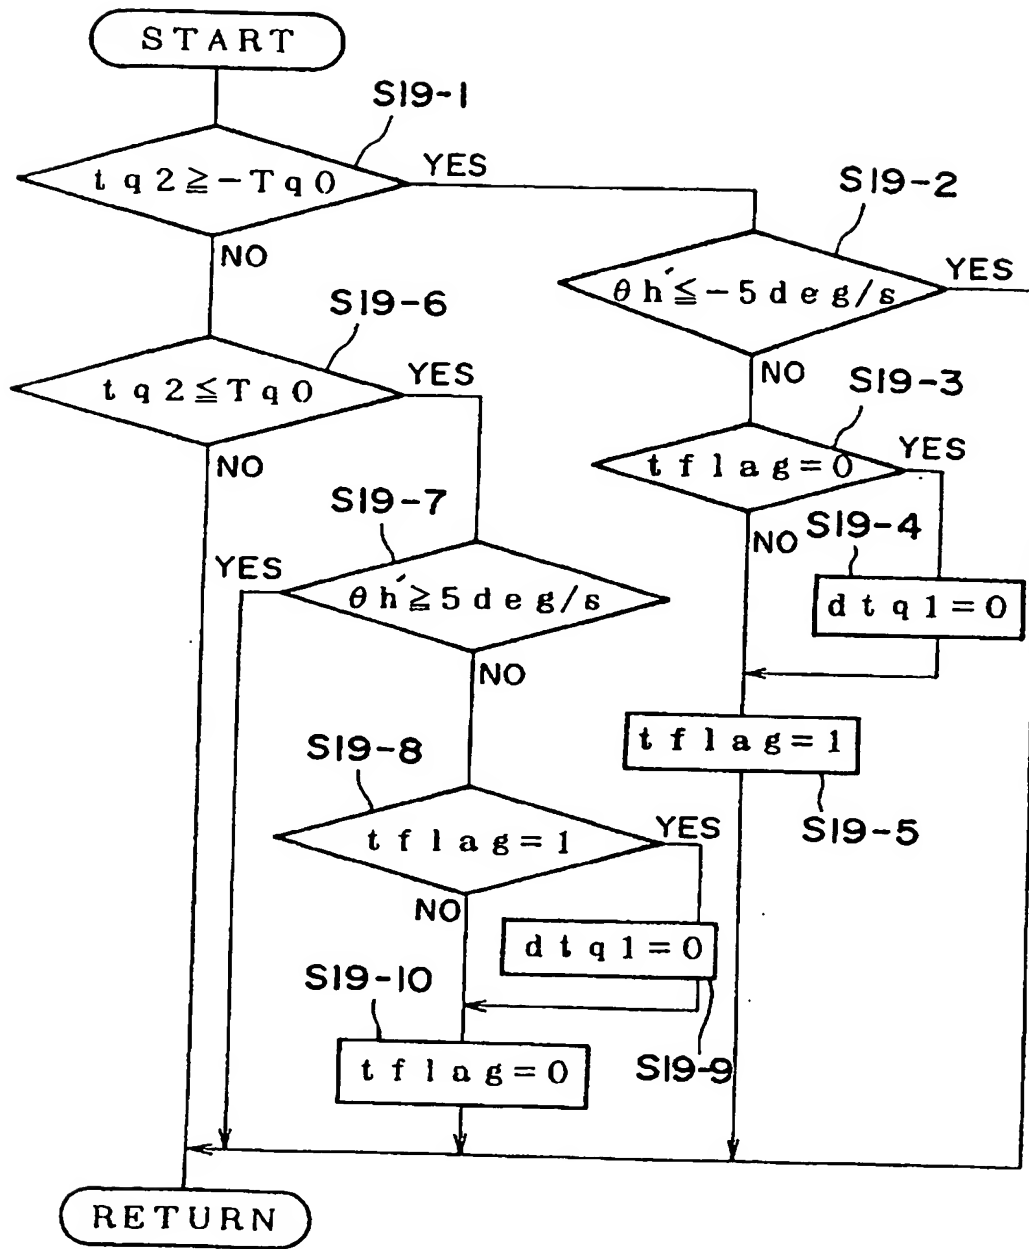 START
S19-1
tq2≧-Tq0
YES
NO
S19-2
θh′≦-5deg/s
YES
NO
S19-6
tq2≦Tq0
YES
NO
S19-3
tflag=0
YES
NO
S19-4
dtq1=0
S19-7
YES
θh′≧5deg/s
NO
tflag=1
S19-5
S19-8
tflag=1
YES
NO
dtq1=0
S19-9
S19-10
tflag=0
RETURN